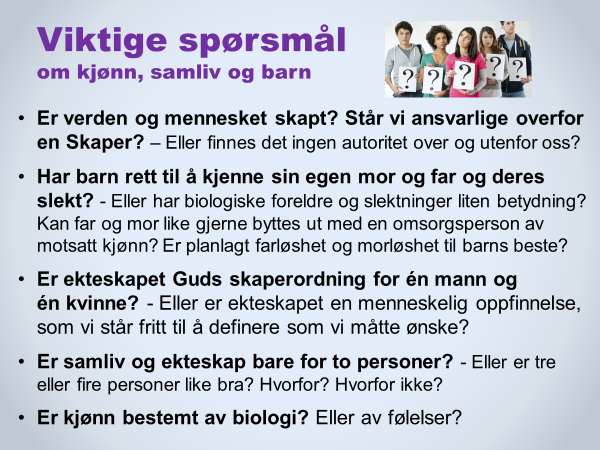 Viktige spørsmål
om kjønn, samliv og barn
? ? ? ? ?
• Er verden og mennesket skapt? Står vi ansvarlige overfor
en Skaper? – Eller finnes det ingen autoritet over og utenfor oss?
• Har barn rett til å kjenne sin egen mor og far og deres
slekt? - Eller har biologiske foreldre og slektninger liten betydning?
Kan far og mor like gjerne byttes ut med en omsorgsperson av
motsatt kjønn? Er planlagt farløshet og morløshet til barns beste?
• Er ekteskapet Guds skaperordning for én mann og
én kvinne? - Eller er ekteskapet en menneskelig oppfinnelse,
som vi står fritt til å definere som vi måtte ønske?
• Er samliv og ekteskap bare for to personer? - Eller er tre
eller fire personer like bra? Hvorfor? Hvorfor ikke?
• Er kjønn bestemt av biologi? Eller av følelser?